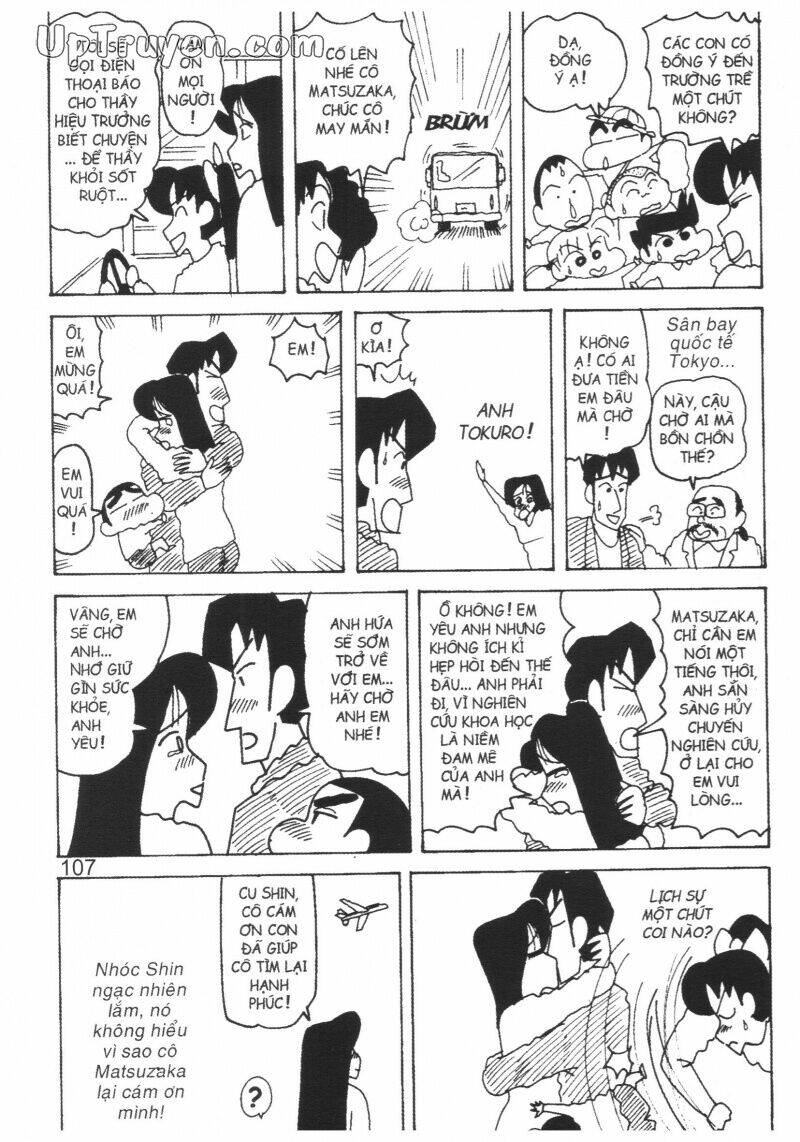 UpTruyen.com
CÁC CON CÓ
ĐỒNG Ý ĐẾN
TRƯỜNG TRỄ
MỘT CHÚT
KHÔNG?
DẠ,
ĐỒNG
Ý Ạ!
CỐ LÊN
NHÉ CÔ
MATSUZAKA,
CHÚC CÔ
MAY MẮN!
BRỪM
CẢM
ƠN
MỌI
NGƯỜI
!
TÔI SẼ
GỌI ĐIỆN
THOẠI BÁO
CHO THẦY
HIỆU TRƯỞNG
BIẾT CHUYỆN
... ĐỂ THẦY
KHỎI SỐT
RUỘT...
Sân bay
quốc tế
Tokyo...
NÀY, CẬU
CHỜ AI MÀ
BỒN CHỒN
THẾ?
KHÔNG
Ạ! CÓ AI
ĐƯA TIỀN
EM ĐÂU
MÀ CHỜ
!
ANH
TOKURO!
Ơ
KÌA!
EM!
ÔI,
EM
MỪNG
QUÁ!
EM
VUI
QUÁ!
MATSUZAKA,
CHỈ CẦN EM
NÓI MỘT
TIẾNG THÔI,
ANH SẴN
SÀNG HỦY
CHUYẾN
NGHIÊN CỨU,
Ở LẠI CHO
EM VUI
LÒNG...
Ồ KHÔNG! EM
YÊU ANH NHƯNG
KHÔNG ÍCH KỈ
HẸP HÒI ĐẾN THẾ
ĐÂU... ANH PHẢI
ĐI, VÌ NGHIÊN
CỨU KHOA HỌC
LÀ NIỀM
ĐAM MÊ
CỦA ANH
MÀ!
ANH HỨA
SẼ SỚM
TRỞ VỀ
VỚI EM...
HÃY CHỜ
ANH EM
NHÉ!
VÂNG, EM
SẼ CHỜ
ANH...
NHỚ GIỮ
GÌN SỨC
KHỎE,
ANH
YÊU!
107
LỊCH SỰ
MỘT CHÚT
COI NÀO?
CU SHIN,
CÔ CÁM
ƠN CON
ĐÃ GIÚP
CÔ TÌM LẠI
HẠNH
PHÚC!
?
Nhóc Shin
ngạc nhiên
lắm, nó
không hiểu
vì sao cô
Matsuzaka
lại cám ơn
mình!